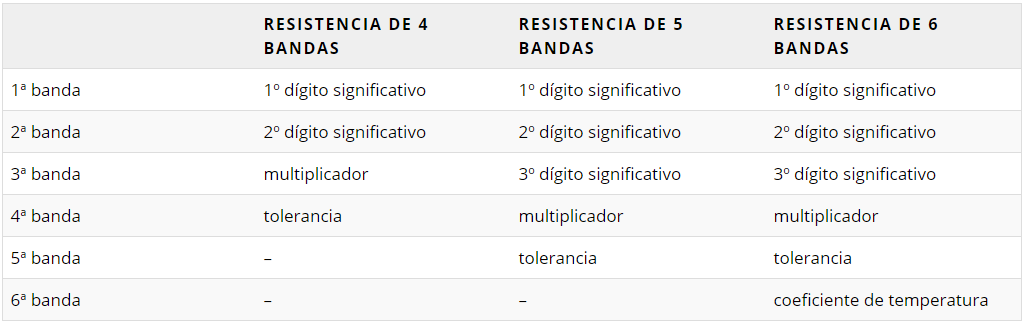 RESISTENCIA DE 4 BANDAS RESISTENCIA DE 5 BANDAS RESISTENCIA DE 6 BANDAS
1ª banda 1º dígito significativo 1º dígito significativo 1º dígito significativo
2ª banda 2º dígito significativo 2º dígito significativo 2º dígito significativo
3ª banda multiplicador 3º dígito significativo 3º dígito significativo
4ª banda tolerancia multiplicador multiplicador
5ª banda – tolerancia tolerancia
6ª banda – – coeficiente de temperatura